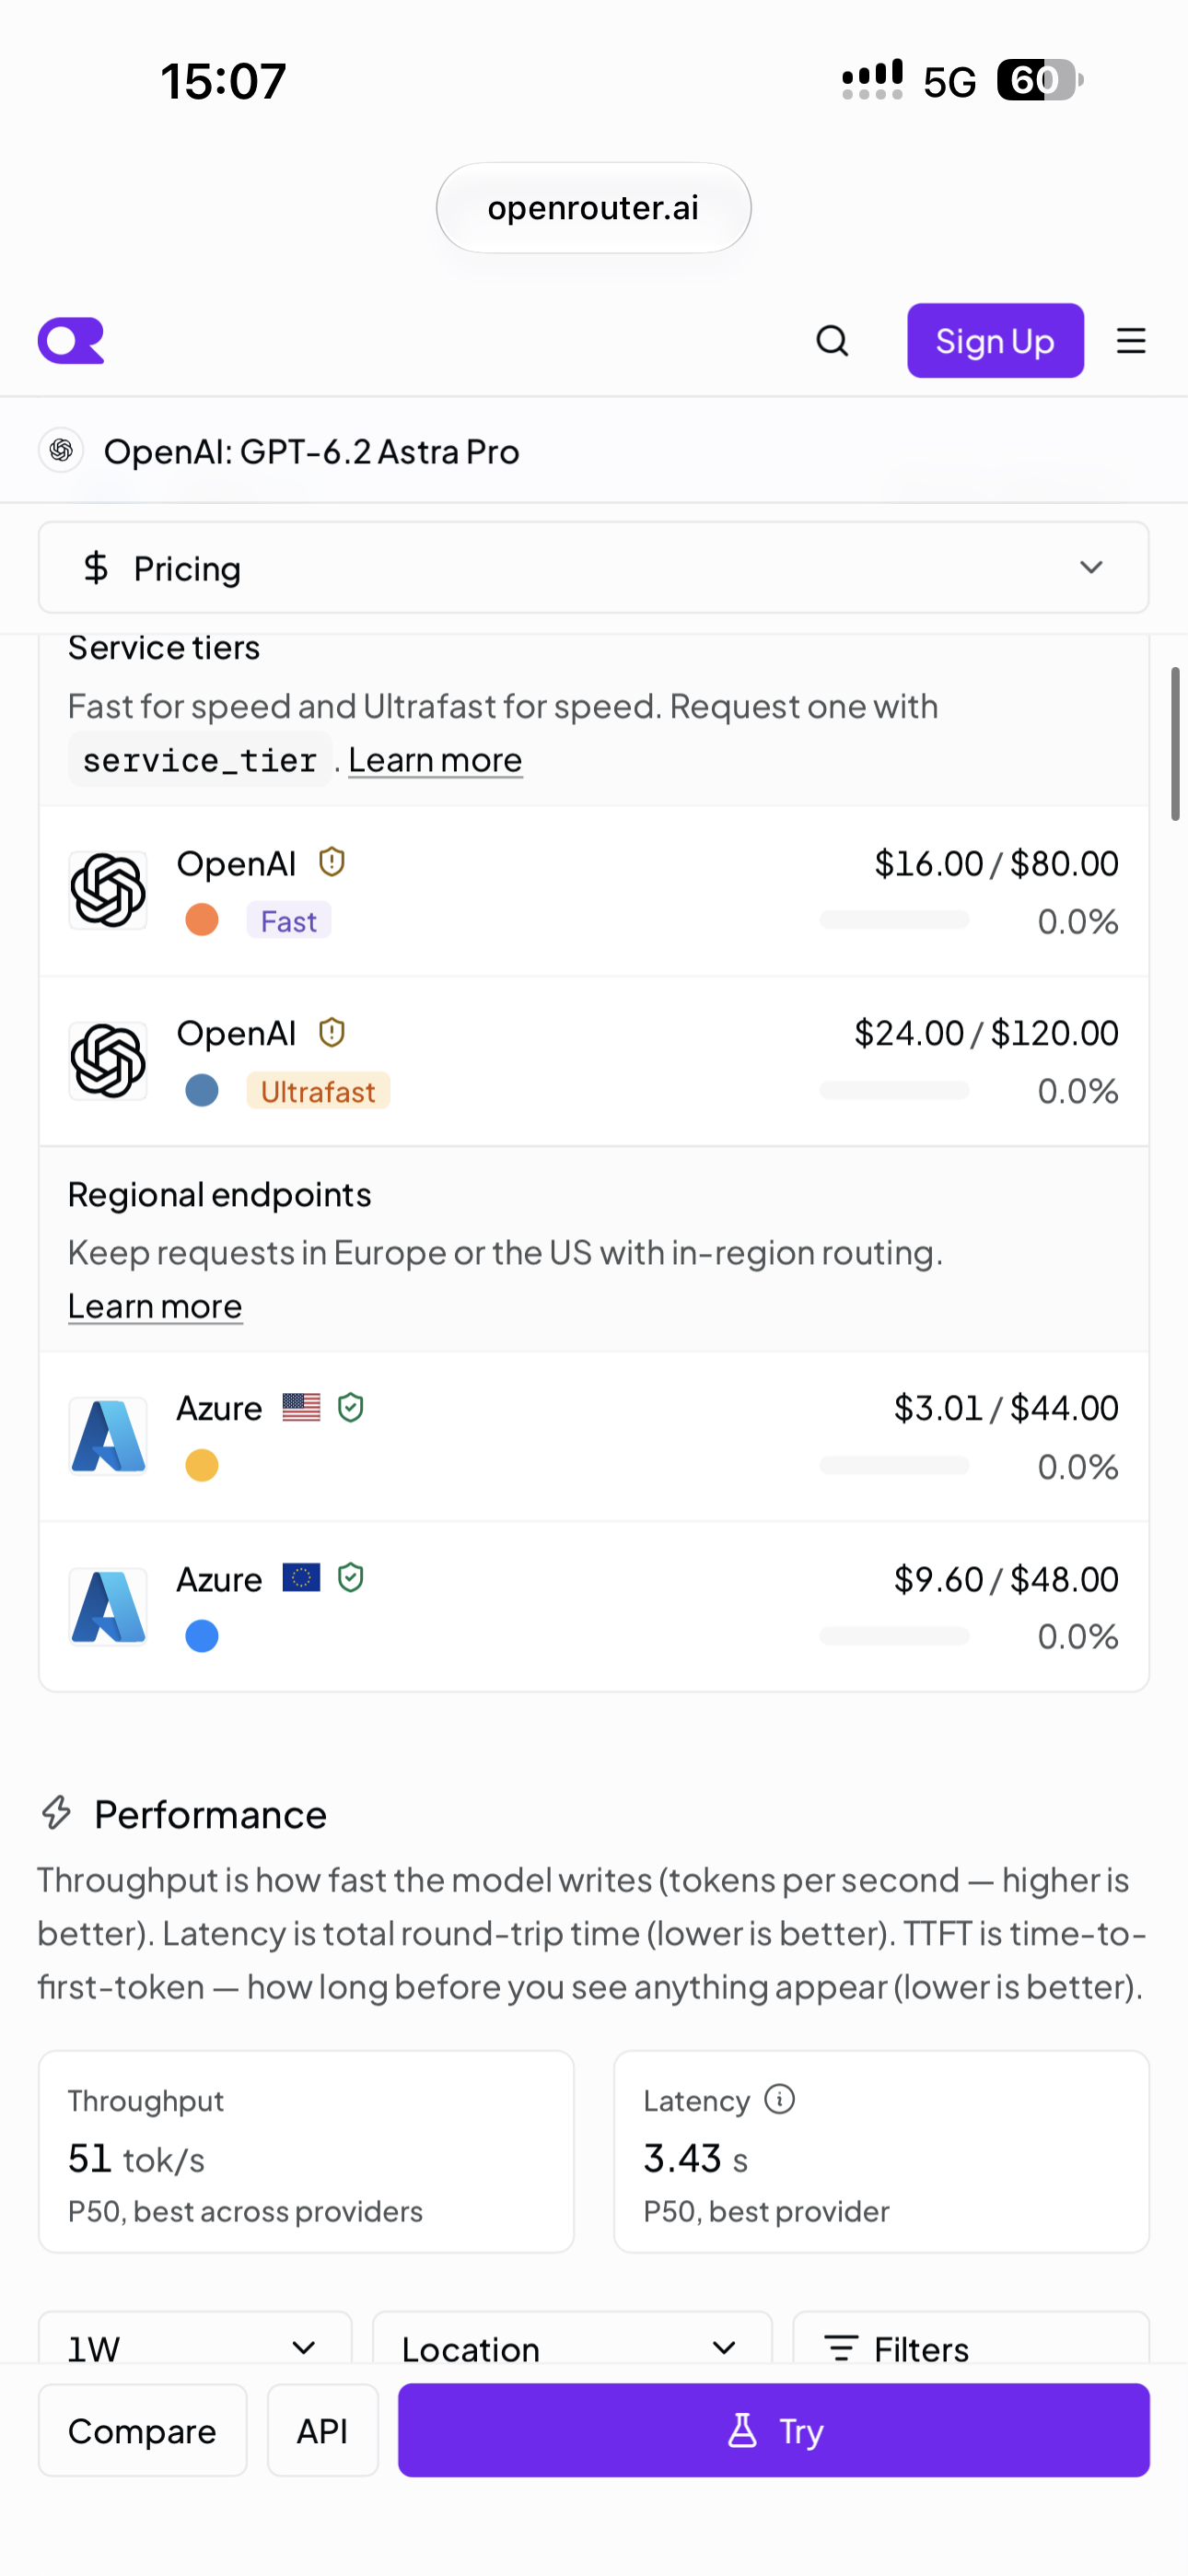 15:07
5G 60
openrouter.ai
Sign Up
OpenAI: GPT-6.2 Astra Pro
$ Pricing
Service tiers
Fast for speed and Ultrafast for speed. Request one with
service_tier . Learn more
OpenAI $16.00 / $80.00
Fast 0.0%
OpenAI $24.00 / $120.00
Ultrafast 0.0%
Regional endpoints
Keep requests in Europe or the US with in-region routing.
Learn more
Azure $3.01 / $44.00
0.0%
Azure $9.60 / $48.00
0.0%
Performance
Throughput is how fast the model writes (tokens per second — higher is
better). Latency is total round-trip time (lower is better). TTFT is time-to-
first-token — how long before you see anything appear (lower is better).
Throughput Latency
51 tok/s 3.43 s
P50, best across providers P50, best provider
1W Location Filters
Compare API Try